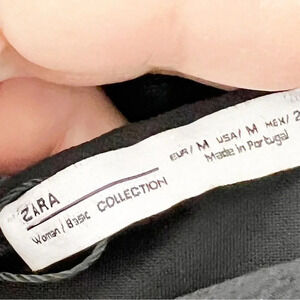 ZARA
Woman / Basic
COLLECTION
EUR/ M USA/ M MEX/ 2
Made in Portugal